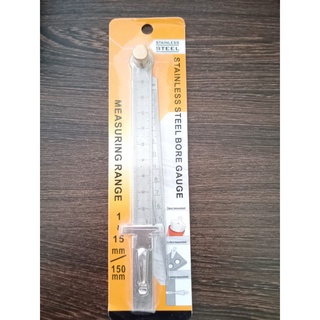 STAINLESS
STEEL
STAINLESS STEEL BORE GAUGE
MEASURING RANGE
1
15
mm/
150
mm